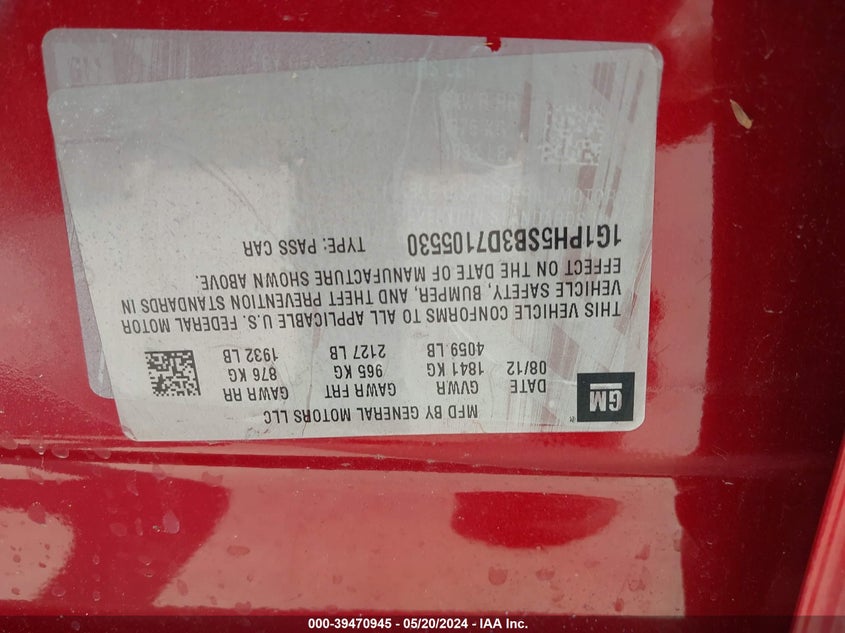 MFD BY GENERAL MOTORS LLC
GM
DATE GVWR GAWR FRT GAWR RR
08/12 1841 KG 965 KG 876 KG
4059 LB 2127 LB 1932 LB
THIS VEHICLE CONFORMS TO ALL APPLICABLE U.S. FEDERAL MOTOR
VEHICLE SAFETY, BUMPER, AND THEFT PREVENTION STANDARDS IN
EFFECT ON THE DATE OF MANUFACTURE SHOWN ABOVE.
1G1PH5SB3D7105530 TYPE: PASS CAR
000-39470945 - 05/20/2024 - IAA Inc.